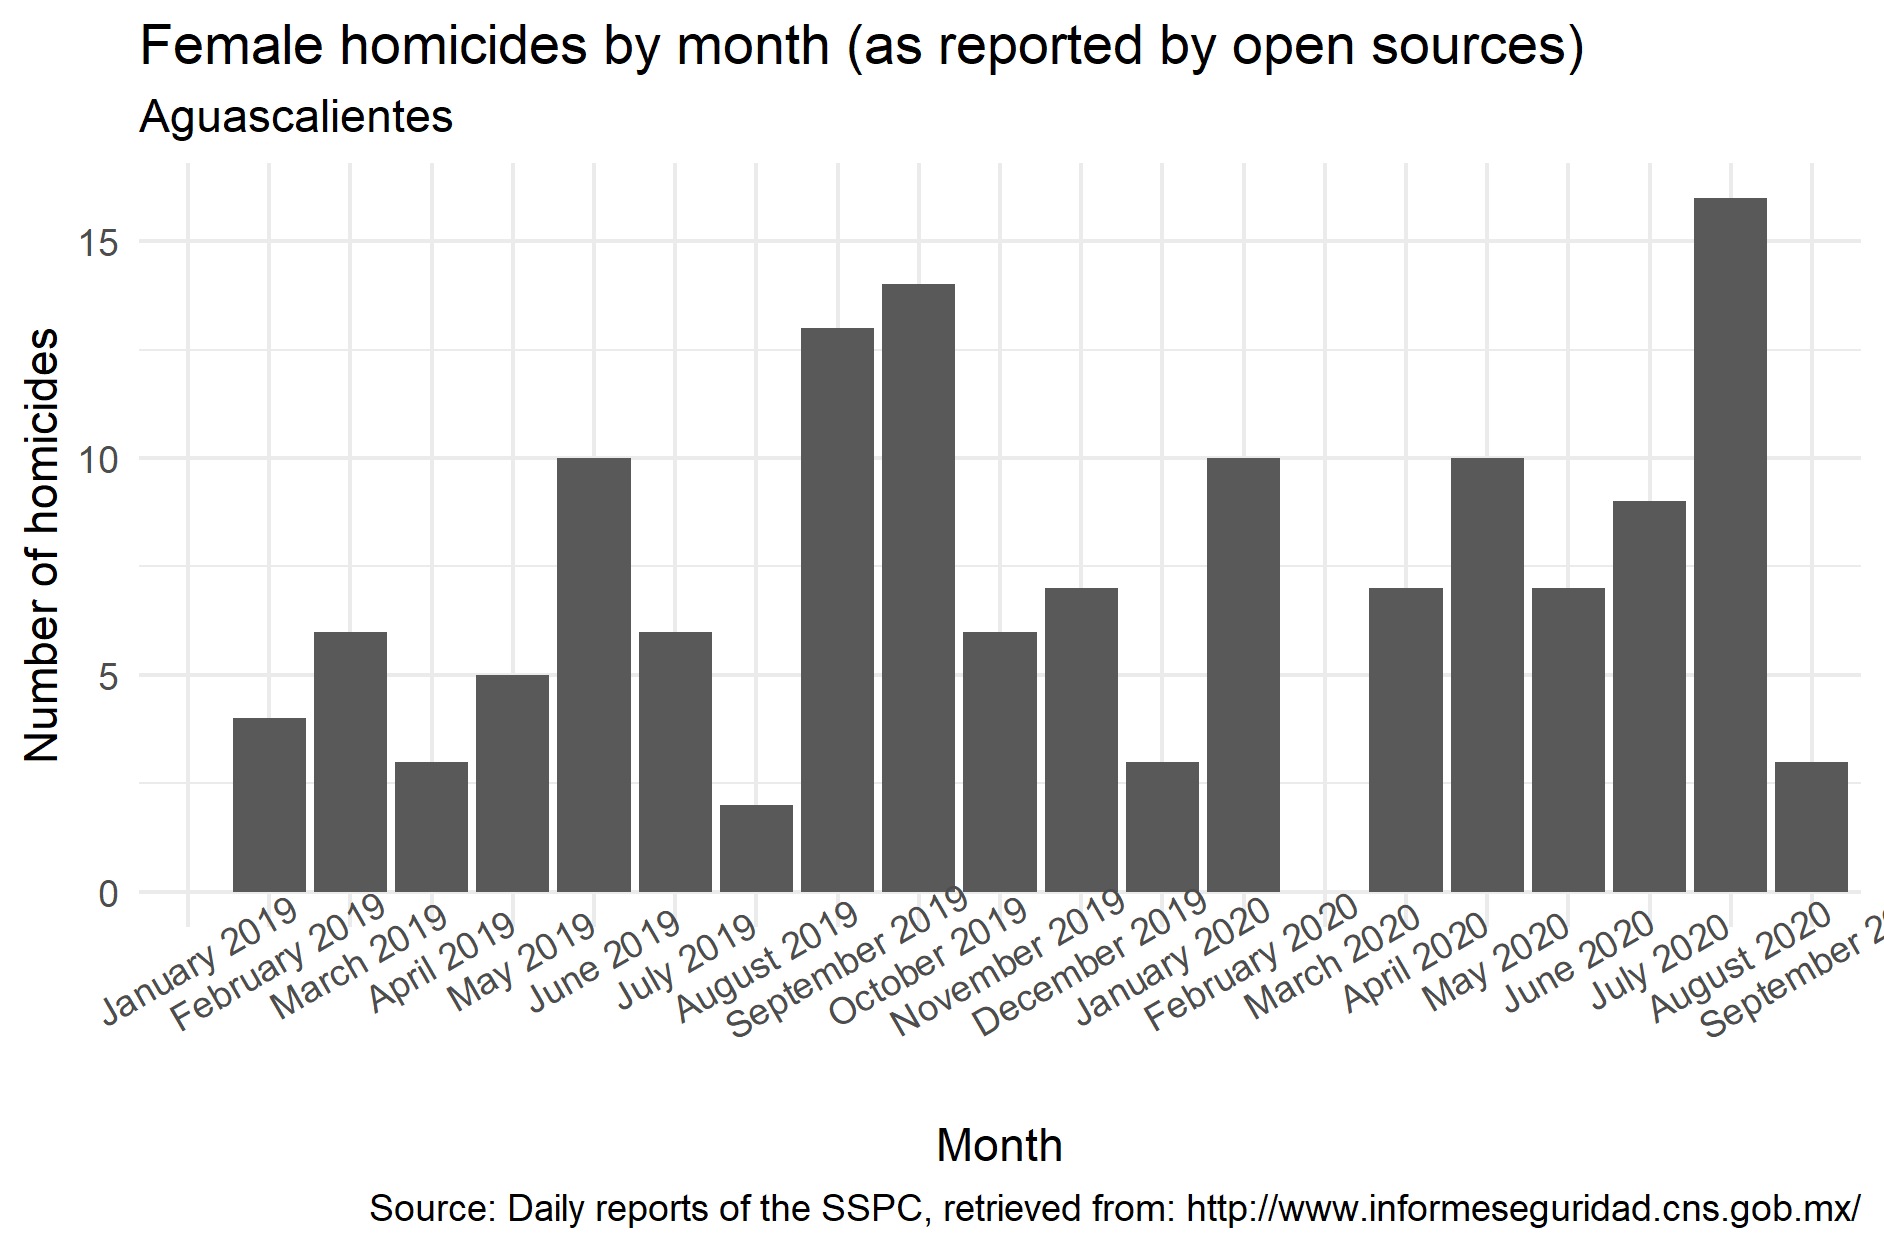 Female homicides by month (as reported by open sources)
Aguascalientes
Number of homicides
15
10
5
0
January 2019
February 2019
March 2019
April 2019
May 2019
June 2019
July 2019
August 2019
September 2019
October 2019
November 2019
December 2019
January 2020
February 2020
March 2020
April 2020
May 2020
June 2020
July 2020
August 2020
September
Month
Source: Daily reports of the SSPC, retrieved from: http://www.informeseguridad.cns.gob.mx/